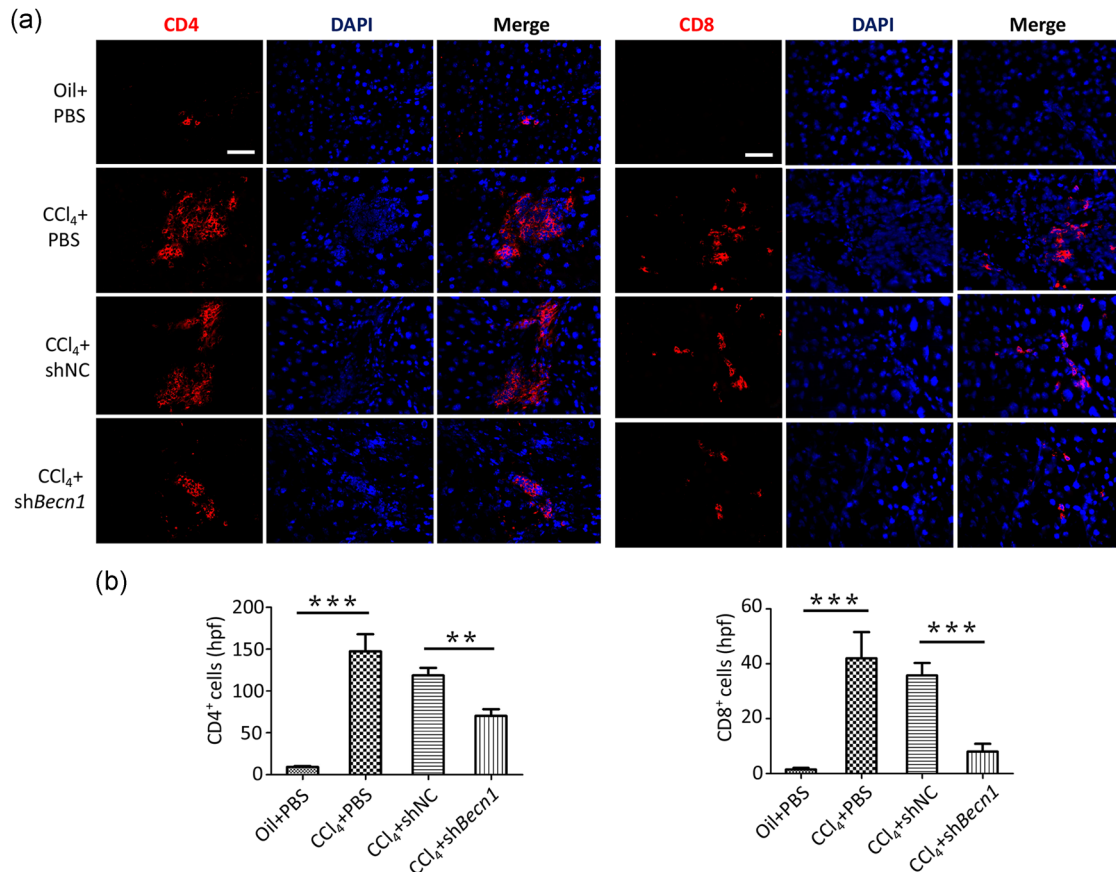 (a)
CD4 DAPI Merge CD8 DAPI Merge
Oil+
PBS
CCl₄+
PBS
CCl₄+
shNC
CCl₄+
shBecn1
(b)
CD4⁺ cells (hpf)
200
150
100
50
0
***
**
Oil+PBS
CCl₄+PBS
CCl₄+shNC
CCl₄+shBecn1
CD8⁺ cells (hpf)
60
40
20
0
***
***
Oil+PBS
CCl₄+PBS
CCl₄+shNC
CCl₄+shBecn1